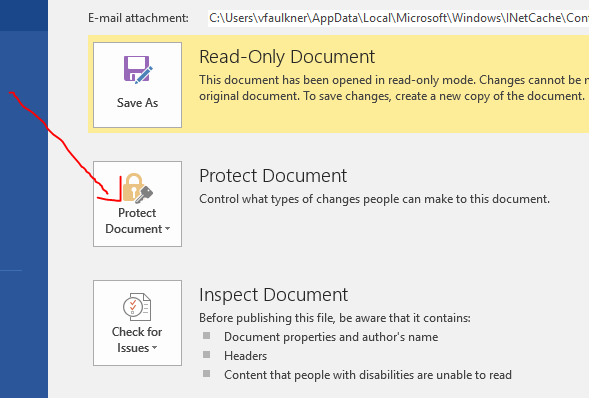 E-mail attachment: C:\Users\vfaulkner\AppData\Local\Microsoft\Windows\INetCache\Con
Read-Only Document
This document has been opened in read-only mode. Changes cannot be
original document. To save changes, create a new copy of the document.
Save As
Protect Document
Control what types of changes people can make to this document.
Protect
Document
Inspect Document
Before publishing this file, be aware that it contains:
Document properties and author's name
Headers
Content that people with disabilities are unable to read
Check for
Issues